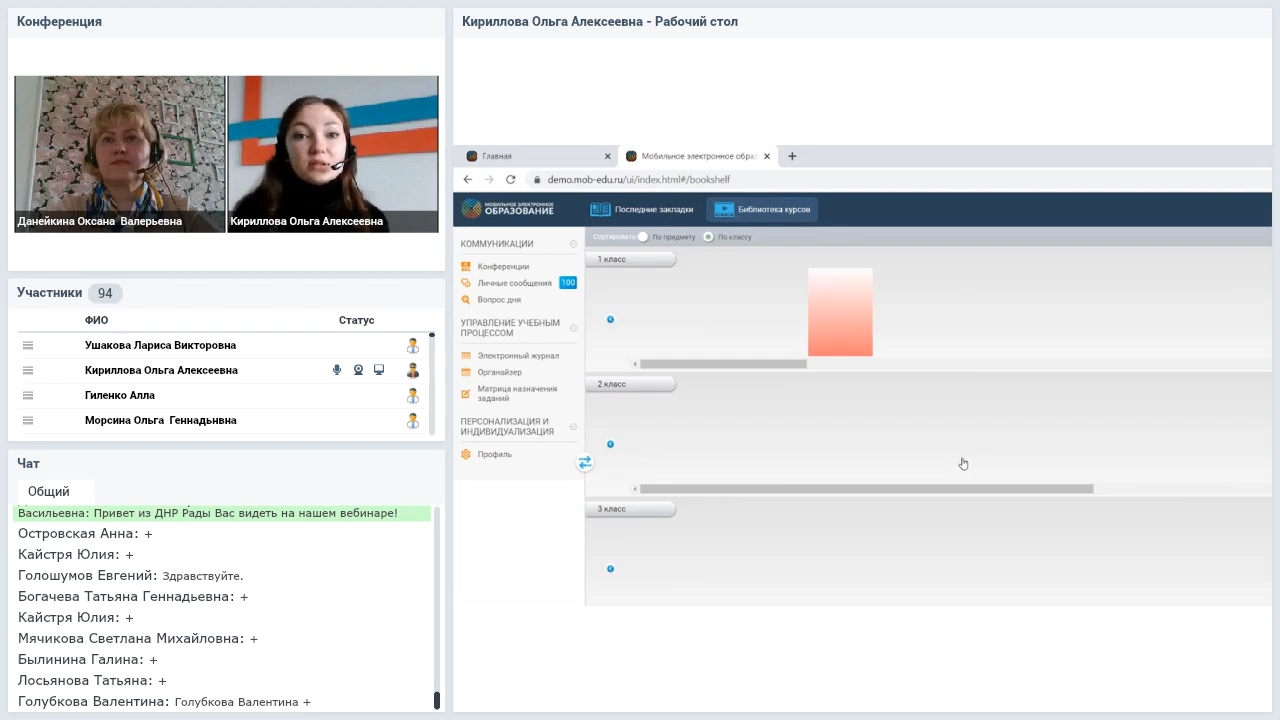 Конференция
Данейкина Оксана  Валерьевна
Кириллова Ольга Алексеевна
Участники 94
ФИО Статус
Ушакова Лариса Викторовна
Кириллова Ольга Алексеевна
Гиленко Алла
Морсина Ольга  Геннадьнвна
Чат
Общий
Васильевна: Привет из ДНР Рады Вас видеть на нашем вебинаре!
Островская Анна: +
Кайстря Юлия: +
Голошумов Евгений: Здравствуйте.
Богачева Татьяна Геннадьевна: +
Кайстря Юлия: +
Мячикова Светлана Михайловна: +
Былинина Галина: +
Лосьянова Татьяна: +
Голубкова Валентина: Голубкова Валентина +
Кириллова Ольга Алексеевна - Рабочий стол
Главная
Мобильное электронное обра
demo.mob-edu.ru/ui/index.html#/bookshelf
МОБИЛЬНОЕ ЭЛЕКТРОННОЕ
ОБРАЗОВАНИЕ
Последние закладки
Библиотека курсов
КОММУНИКАЦИИ
Конференции
Личные сообщения 100
Вопрос дня
УПРАВЛЕНИЕ УЧЕБНЫМ
ПРОЦЕССОМ
Электронный журнал
Органайзер
Матрица назначения
заданий
ПЕРСОНАЛИЗАЦИЯ И
ИНДИВИДУАЛИЗАЦИЯ
Профиль
Сортировать: По предмету По классу
1 класс
2 класс
3 класс